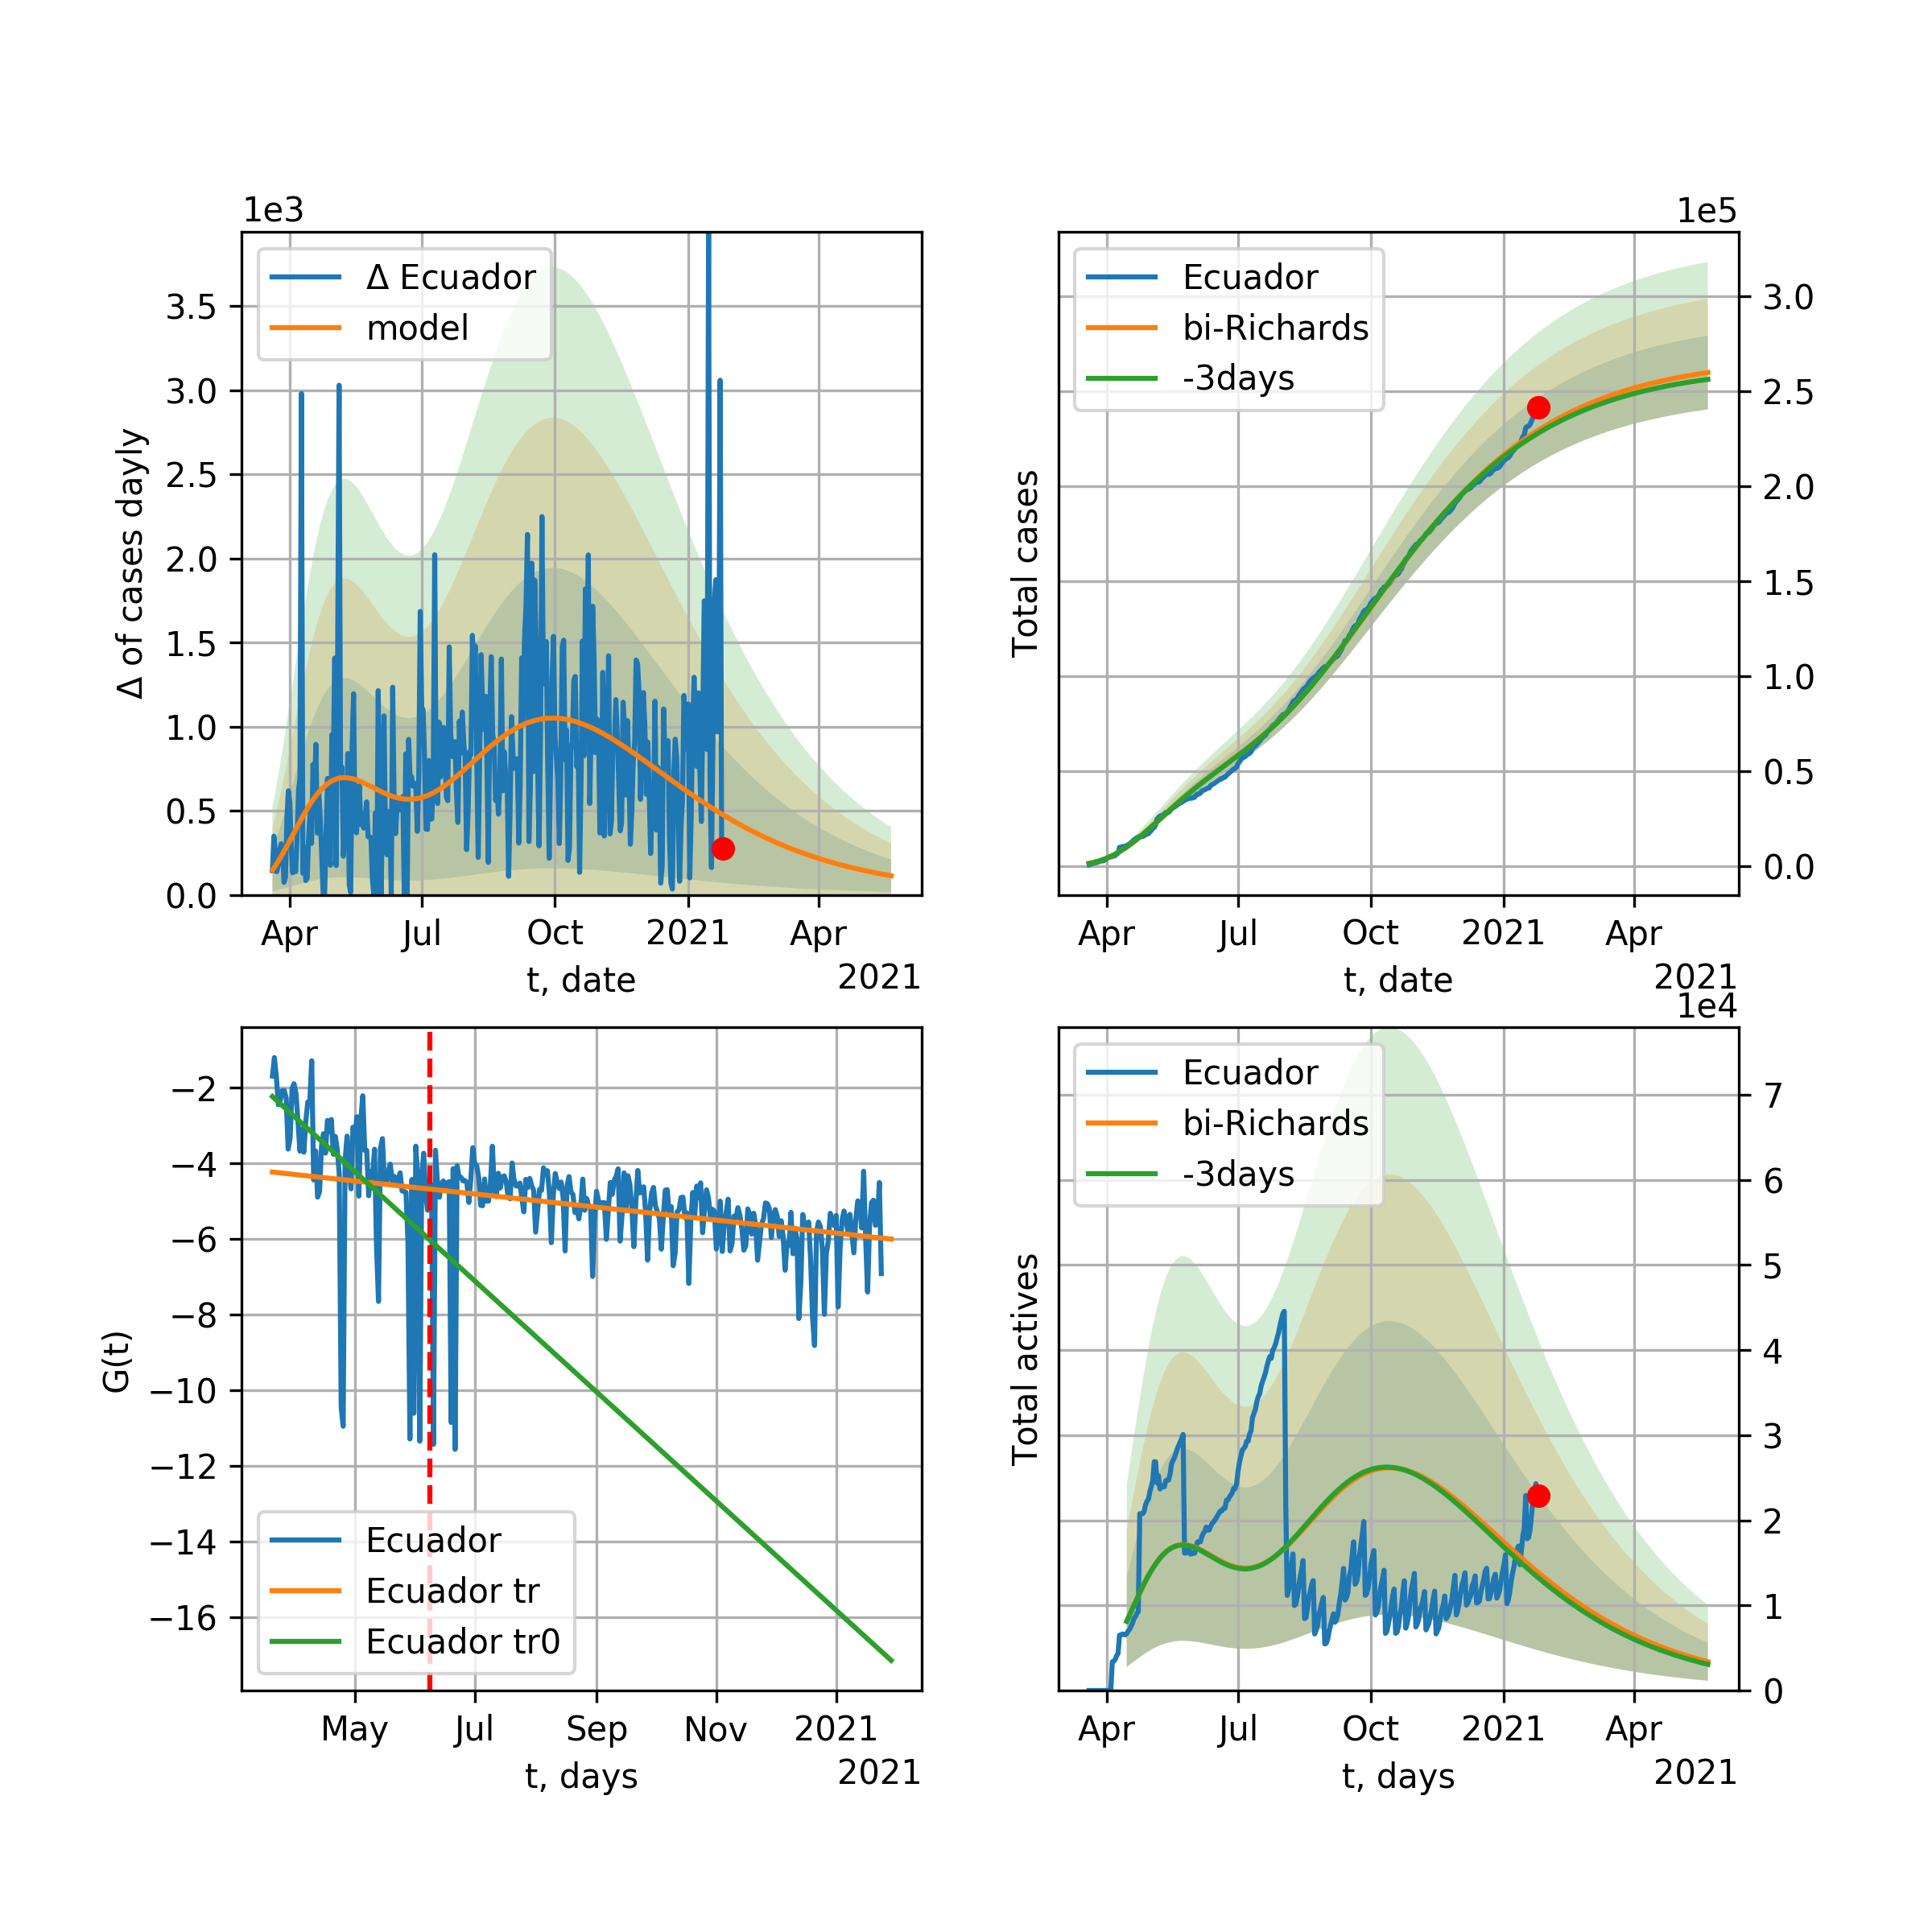 1e3
Δ Ecuador
model
3.5
3.0
2.5
2.0
1.5
1.0
0.5
0.0
Δ of cases dayly
Apr Jul Oct 2021 Apr
t, date
2021
1e5
Ecuador
bi-Richards
-3days
3.0
2.5
2.0
1.5
1.0
0.5
0.0
Total cases
Apr Jul Oct 2021 Apr
t, date
2021
−2
−4
−6
−8
−10
−12
−14
−16
G(t)
Ecuador
Ecuador tr
Ecuador tr0
May Jul Sep Nov 2021
t, days
2021
1e4
Ecuador
bi-Richards
-3days
7
6
5
4
3
2
1
0
Total actives
Apr Jul Oct 2021 Apr
t, days
2021